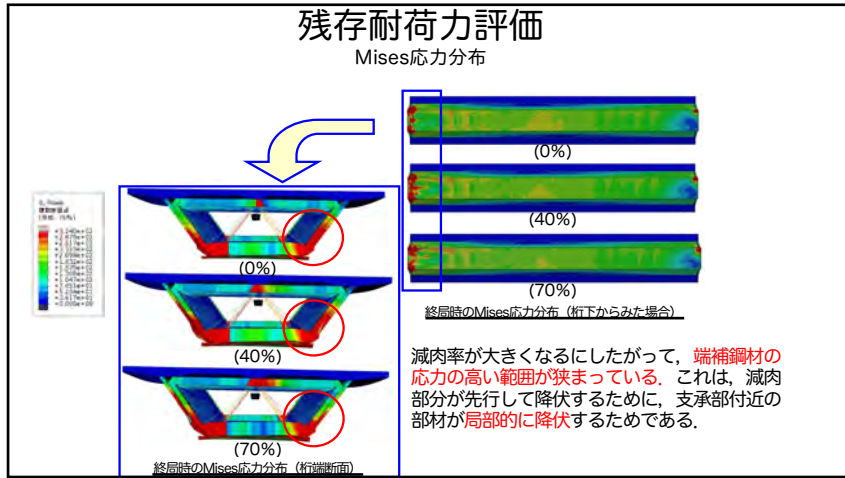 残存耐荷力評価
Mises応力分布
(0%)
(40%)
(70%)
終局時のMises応力分布（桁下からみた場合）
(0%)
(40%)
(70%)
終局時のMises応力分布（桁端断面）
減肉率が大きくなるにしたがって，端補鋼材の
応力の高い範囲が狭まっている．これは，減肉
部分が先行して降伏するために，支承部付近の
部材が局部的に降伏するためである．